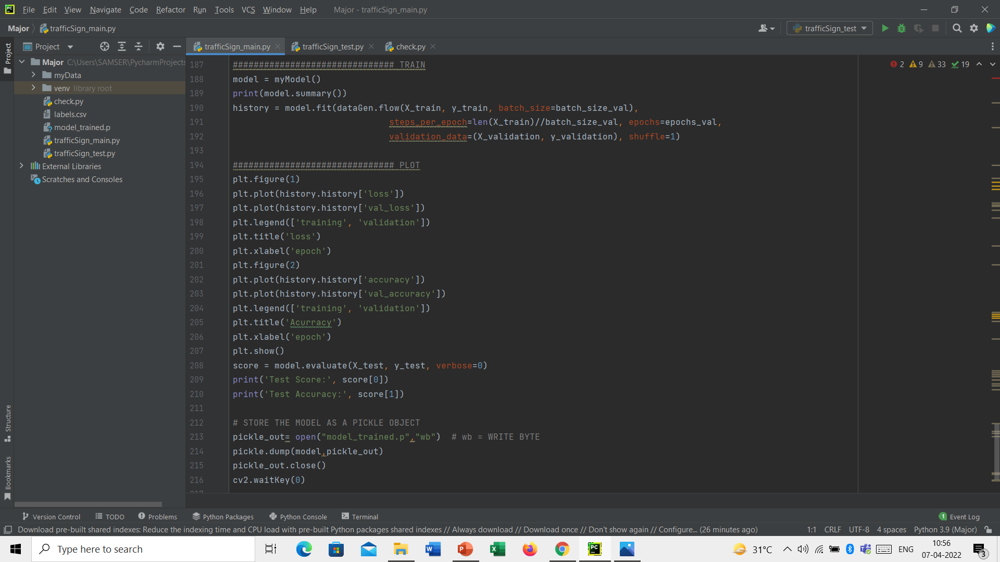 File Edit View Navigate Code Refactor Run Tools VCS Window Help Major - trafficSign_main.py
Major trafficSign_main.py trafficSign_test
Project
Project
trafficSign_main.py trafficSign_test.py check.py
Major C:\Users\SAMSER\PycharmProjects
myData
venv library root
check.py
labels.csv
model_trained.p
trafficSign_main.py
trafficSign_test.py
External Libraries
Scratches and Consoles
2 9 33 19
187 ############################### TRAIN
188 model = myModel()
189 print(model.summary())
190 history = model.fit(dataGen.flow(X_train, y_train, batch_size=batch_size_val),
191 steps_per_epoch=len(X_train)//batch_size_val, epochs=epochs_val,
192 validation_data=(X_validation, y_validation), shuffle=1)
193
194 ############################### PLOT
195 plt.figure(1)
196 plt.plot(history.history['loss'])
197 plt.plot(history.history['val_loss'])
198 plt.legend(['training', 'validation'])
199 plt.title('loss')
200 plt.xlabel('epoch')
201 plt.figure(2)
202 plt.plot(history.history['accuracy'])
203 plt.plot(history.history['val_accuracy'])
204 plt.legend(['training', 'validation'])
205 plt.title('Acurracy')
206 plt.xlabel('epoch')
207 plt.show()
208 score = model.evaluate(X_test, y_test, verbose=0)
209 print('Test Score:', score[0])
210 print('Test Accuracy:', score[1])
211
212 # STORE THE MODEL AS A PICKLE OBJECT
213 pickle_out= open("model_trained.p","wb")  # wb = WRITE BYTE
214 pickle.dump(model,pickle_out)
215 pickle_out.close()
216 cv2.waitKey(0)
217
Structure
Bookmarks
Version Control TODO Problems Python Packages Python Console Terminal 1 Event Log
Download pre-built shared indexes: Reduce the indexing time and CPU load with pre-built Python packages shared indexes // Always download // Download once // Don't show again // Configure... (26 minutes ago) 1:1 CRLF UTF-8 4 spaces Python 3.9 (Major)
Type here to search 31°C ENG 10:56
07-04-2022 3